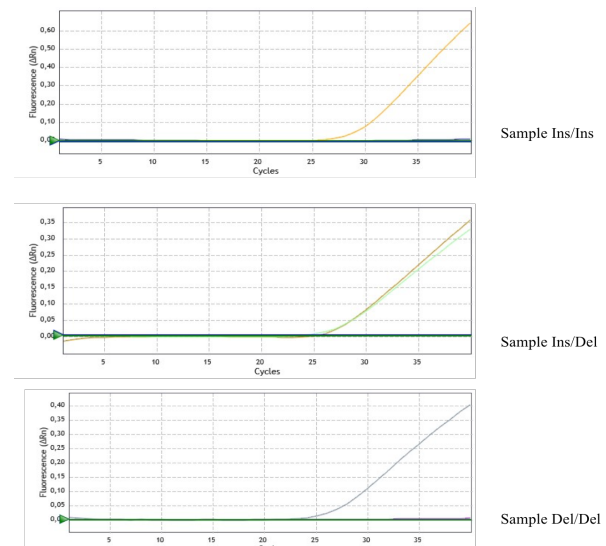 0,60
0,50
0,40
0,30
0,20
0,10
0,0
Fluorescence (ΔRn)
5 10 15 20 25 30 35
Cycles
Sample Ins/Ins
0,35
0,30
0,25
0,20
0,15
0,10
0,05
0,00
Fluorescence (ΔRn)
5 10 15 20 25 30 35
Cycles
Sample Ins/Del
0,40
0,35
0,30
0,25
0,20
0,15
0,10
0,05
0,0
Fluorescence (ΔRn)
5 10 15 20 25 30 35
Sample Del/Del